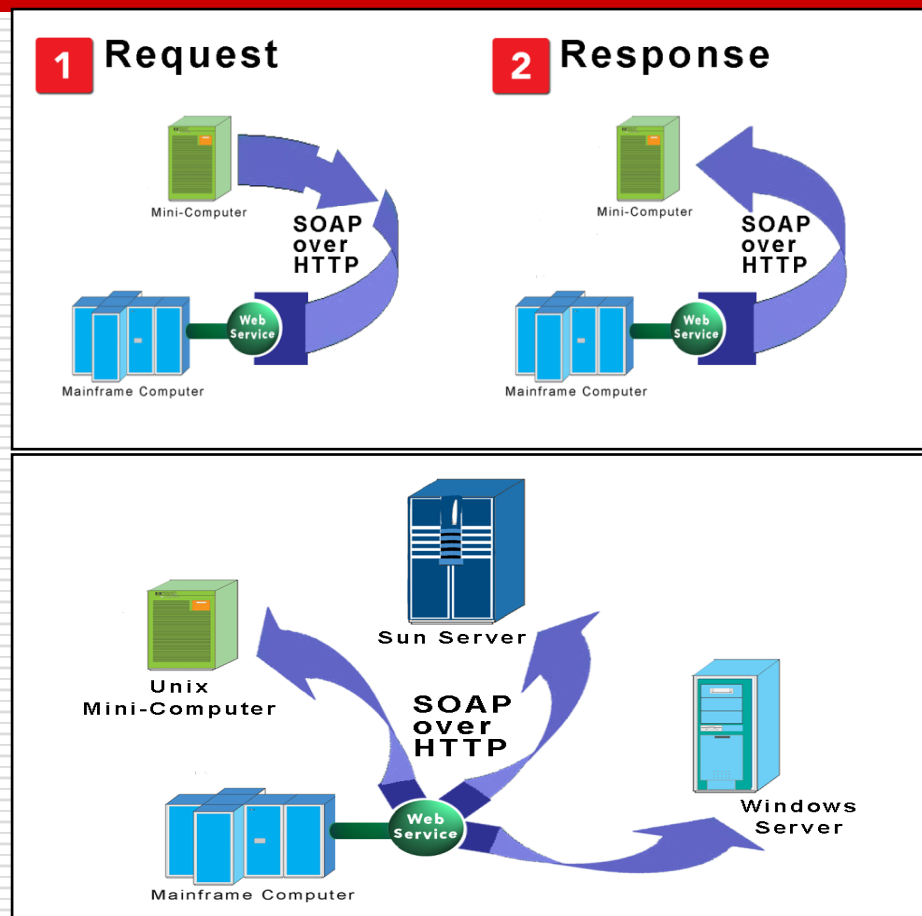 1 Request
Mini-Computer
SOAP
over
HTTP
Web
Service
Mainframe Computer
2 Response
Mini-Computer
SOAP
over
HTTP
Web
Service
Mainframe Computer
Sun Server
Unix
Mini-Computer
SOAP
over
HTTP
Windows
Server
Web
Service
Mainframe Computer